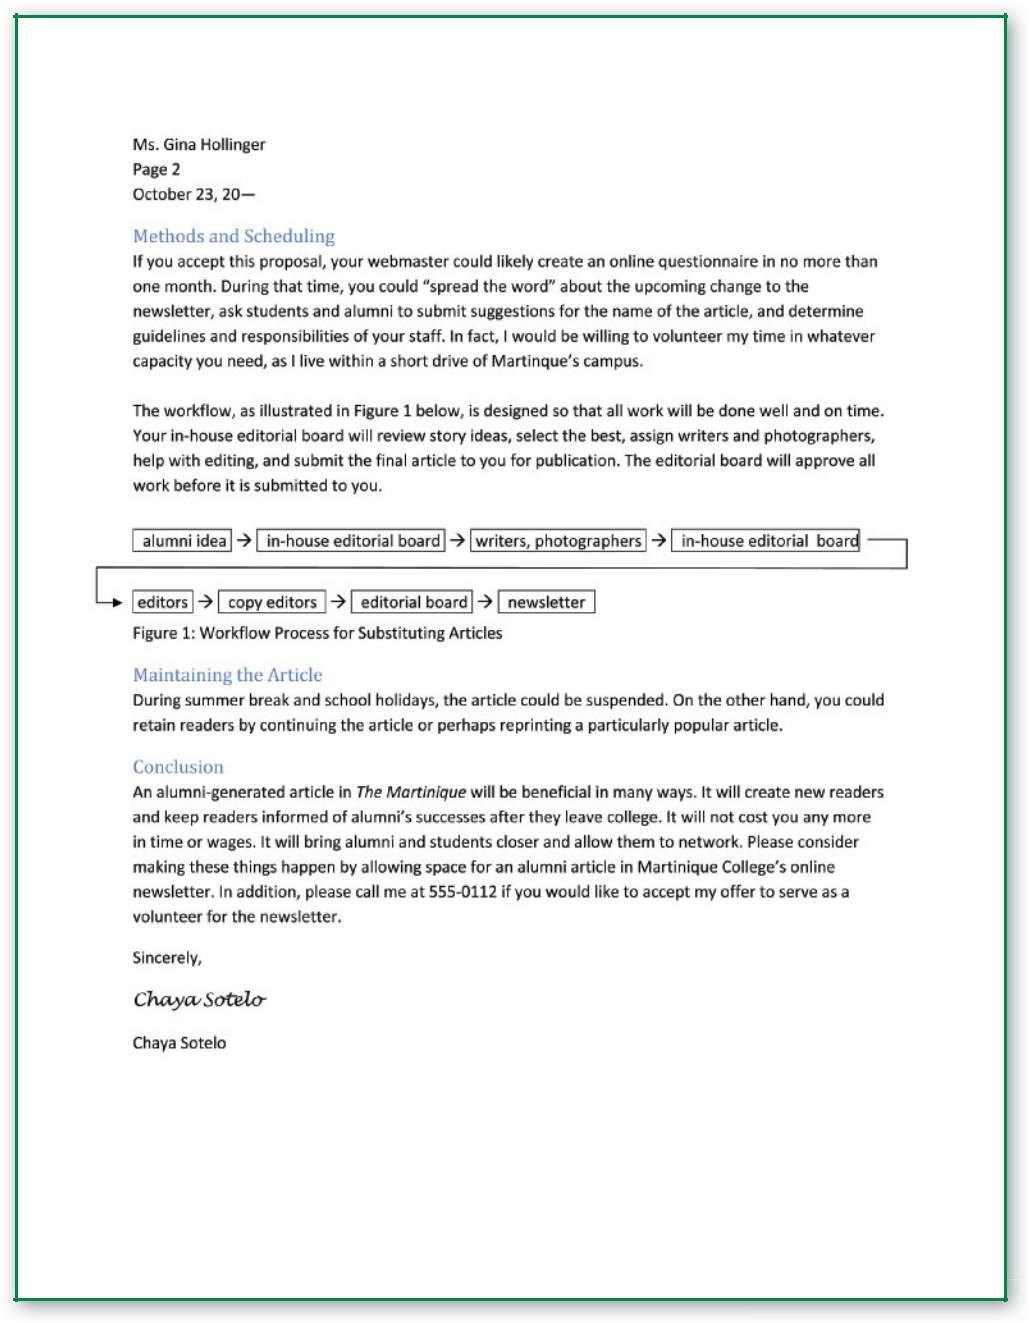 Ms. Gina Hollinger
Page 2
October 23, 20—
Methods and Scheduling
If you accept this proposal, your webmaster could likely create an online questionnaire in no more than
one month. During that time, you could “spread the word” about the upcoming change to the
newsletter, ask students and alumni to submit suggestions for the name of the article, and determine
guidelines and responsibilities of your staff. In fact, I would be willing to volunteer my time in whatever
capacity you need, as I live within a short drive of Martinque’s campus.
The workflow, as illustrated in Figure 1 below, is designed so that all work will be done well and on time.
Your in-house editorial board will review story ideas, select the best, assign writers and photographers,
help with editing, and submit the final article to you for publication. The editorial board will approve all
work before it is submitted to you.
alumni idea → in-house editorial board → writers, photographers → in-house editorial board
editors → copy editors → editorial board → newsletter
Figure 1: Workflow Process for Substituting Articles
Maintaining the Article
During summer break and school holidays, the article could be suspended. On the other hand, you could
retain readers by continuing the article or perhaps reprinting a particularly popular article.
Conclusion
An alumni-generated article in The Martinique will be beneficial in many ways. It will create new readers
and keep readers informed of alumni’s successes after they leave college. It will not cost you any more
in time or wages. It will bring alumni and students closer and allow them to network. Please consider
making these things happen by allowing space for an alumni article in Martinique College’s online
newsletter. In addition, please call me at 555-0112 if you would like to accept my offer to serve as a
volunteer for the newsletter.
Sincerely,
Chaya Sotelo
Chaya Sotelo